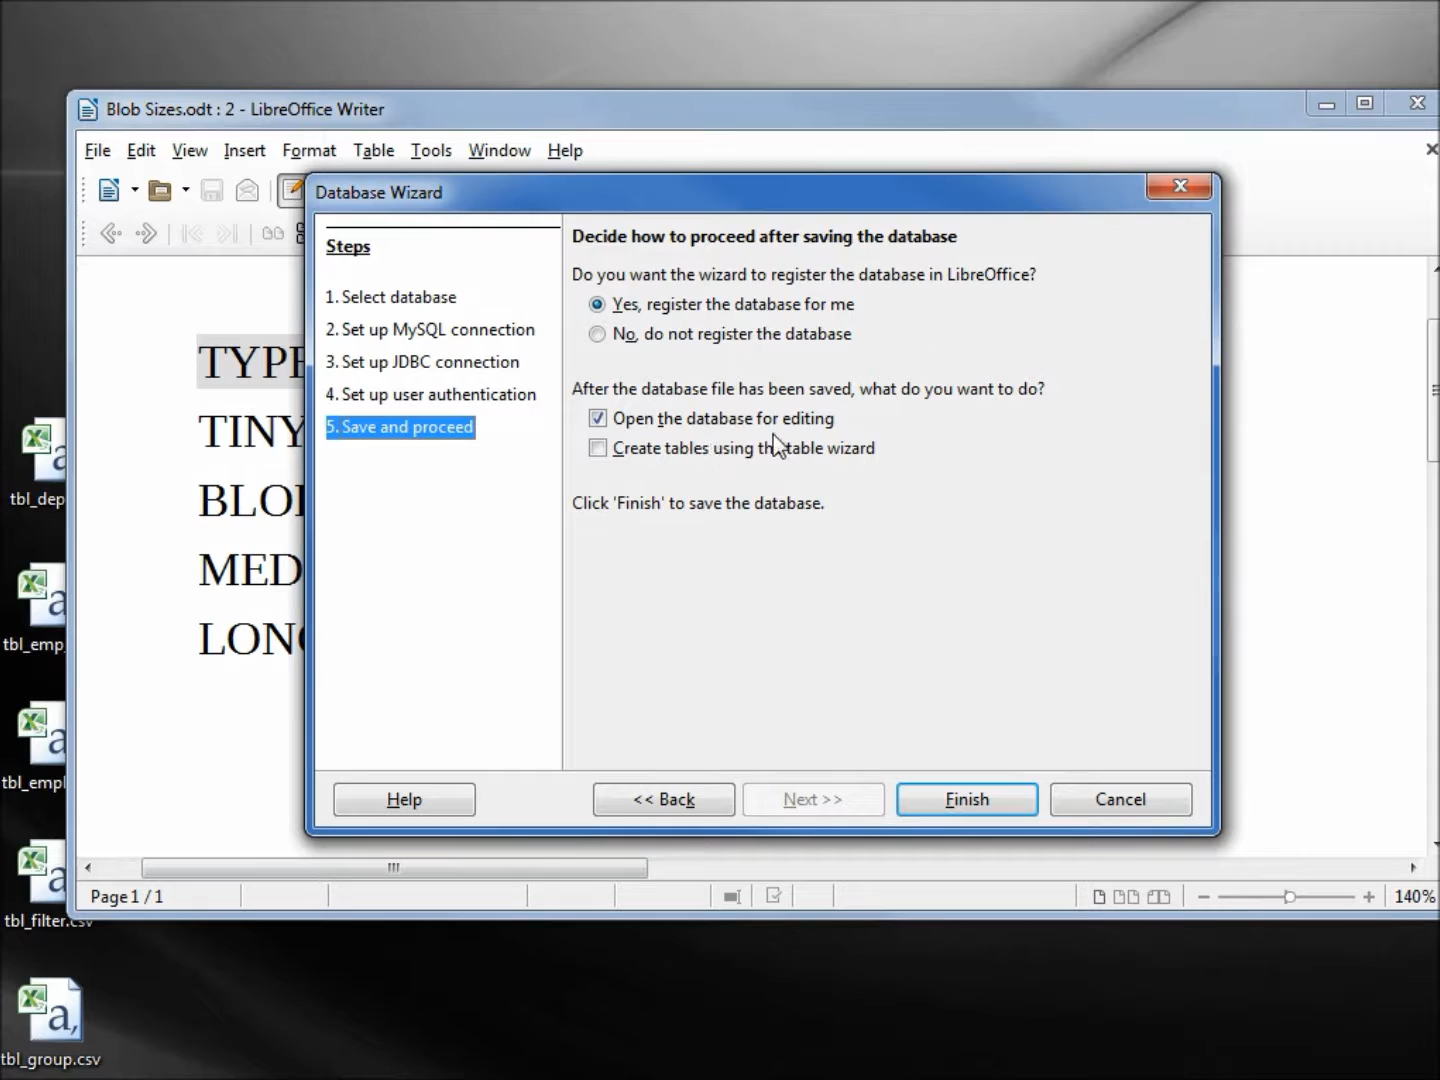 Blob Sizes.odt : 2 - LibreOffice Writer
File Edit View Insert Format Table Tools Window Help
Database Wizard
Steps
1. Select database
2. Set up MySQL connection
3. Set up JDBC connection
4. Set up user authentication
5. Save and proceed
Decide how to proceed after saving the database
Do you want the wizard to register the database in LibreOffice?
Yes, register the database for me
No, do not register the database
After the database file has been saved, what do you want to do?
Open the database for editing
Create tables using the table wizard
Click 'Finish' to save the database.
Help
<< Back
Next >>
Finish
Cancel
TYPE
TINY
BLO
MED
LON
Page 1 / 1
140%
tbl_dep
tbl_emp_
tbl_empl
tbl_filter.csv
tbl_group.csv